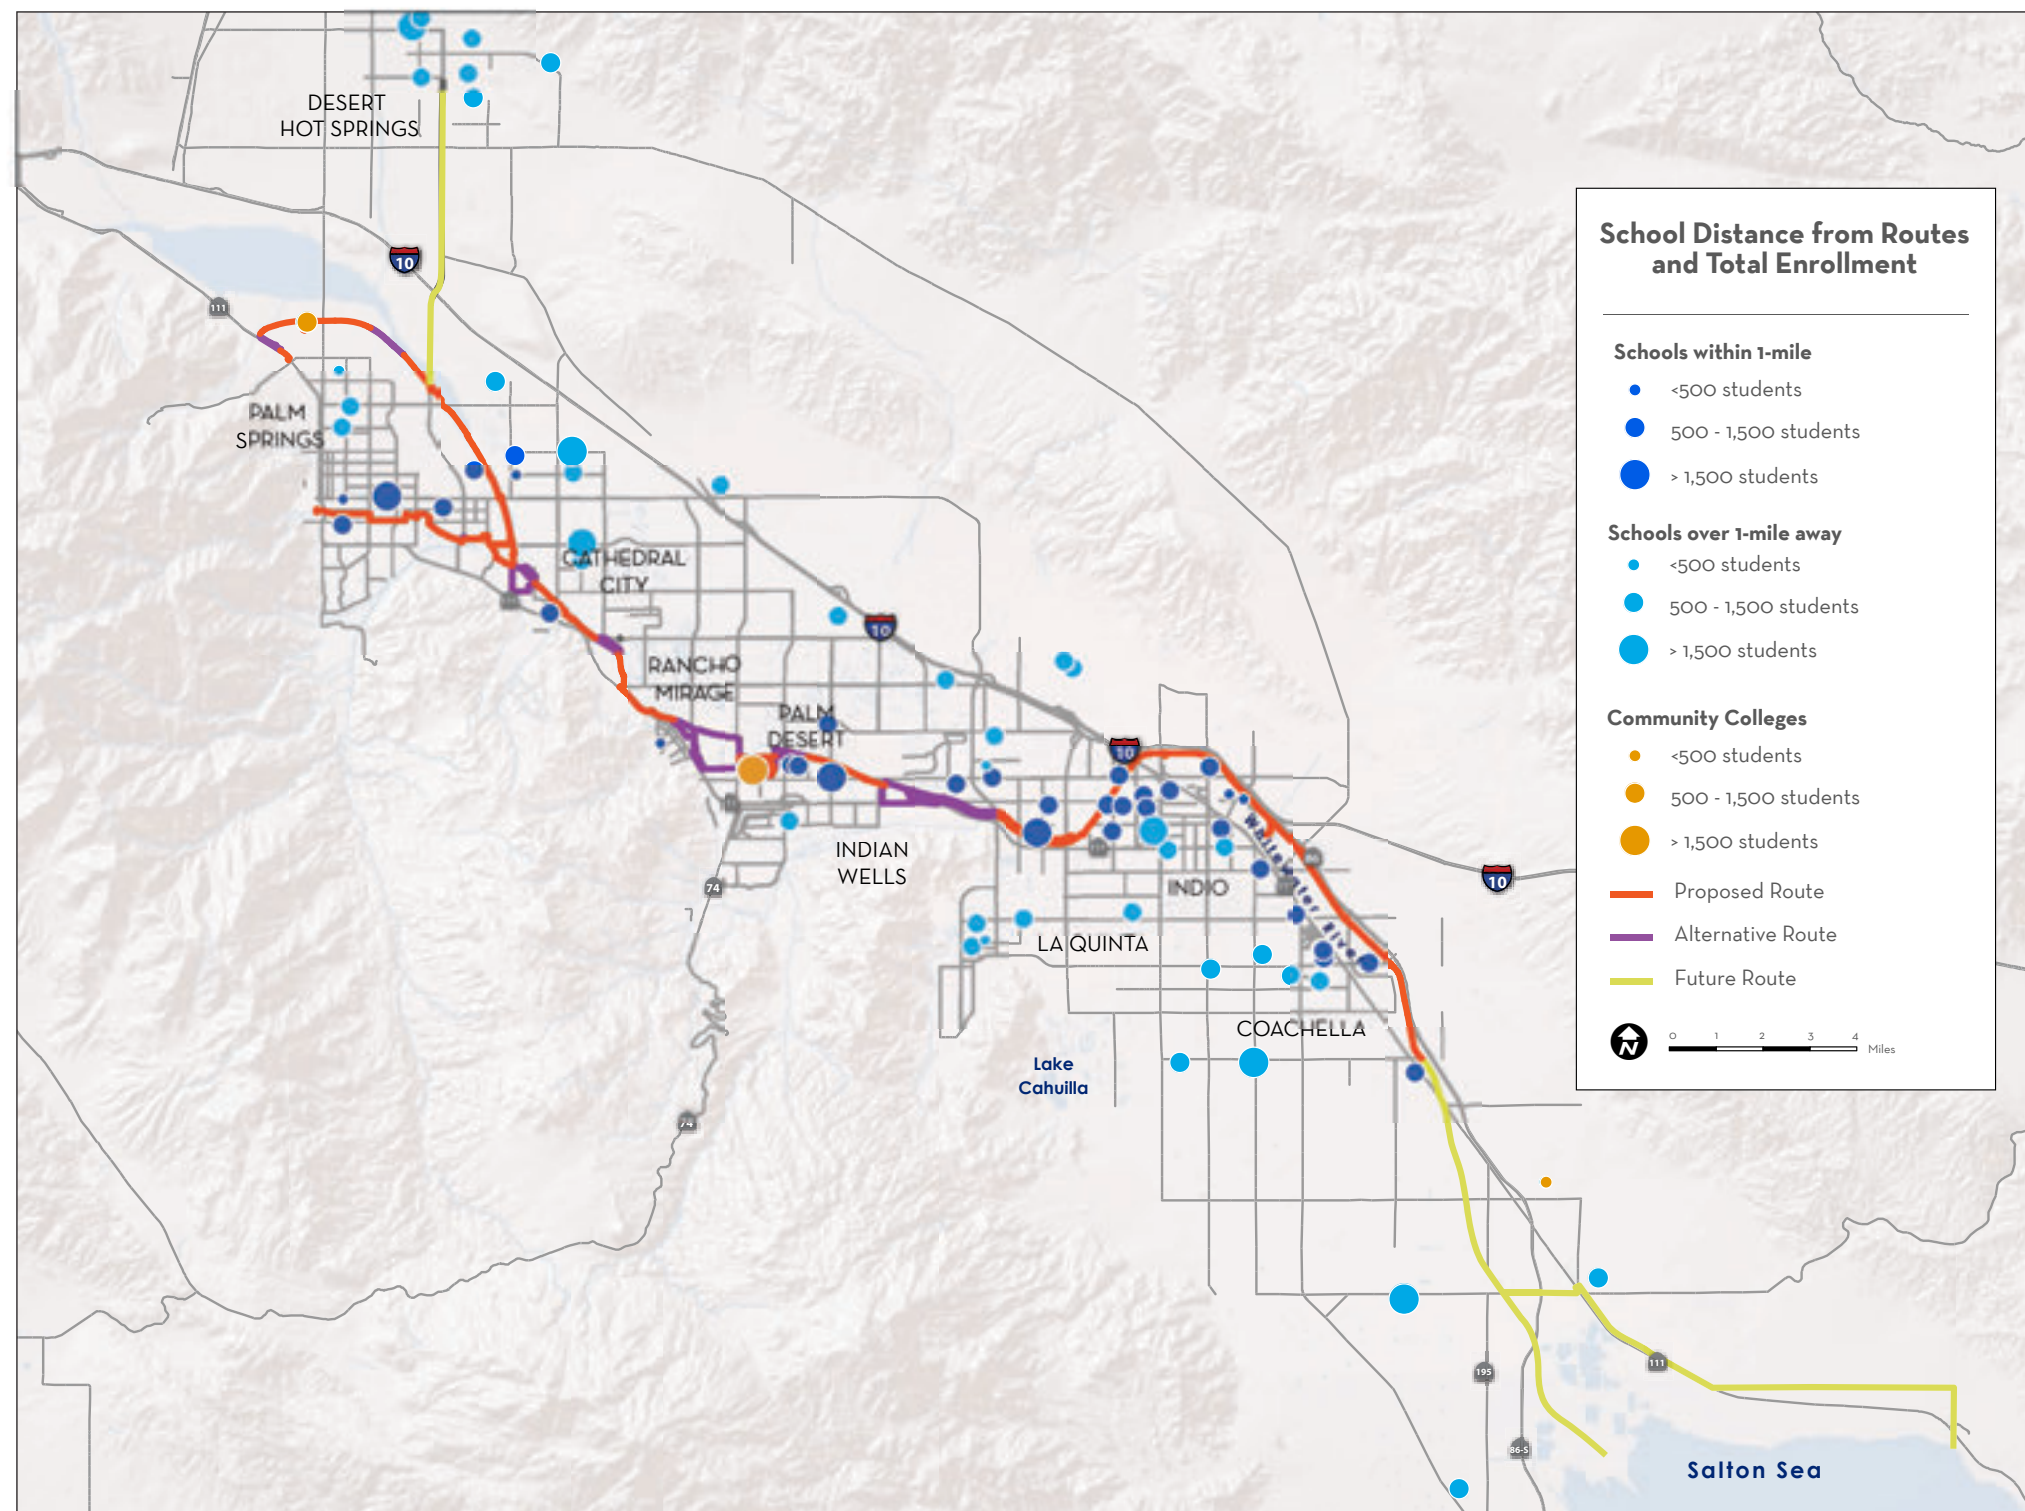 DESERT
HOT SPRINGS
10
111
PALM
SPRINGS
CATHEDRAL
CITY
10
RANCHO
MIRAGE
PALM
DESERT
10
INDIAN
WELLS
Whitewater River
86
10
74
INDIO
LA QUINTA
COACHELLA
Lake
Cahuilla
74
195
111
86-S
Salton Sea
School Distance from Routes
and Total Enrollment
Schools within 1-mile
<500 students
500 - 1,500 students
> 1,500 students
Schools over 1-mile away
<500 students
500 - 1,500 students
> 1,500 students
Community Colleges
<500 students
500 - 1,500 students
> 1,500 students
Proposed Route
Alternative Route
Future Route
N
0 1 2 3 4 Miles